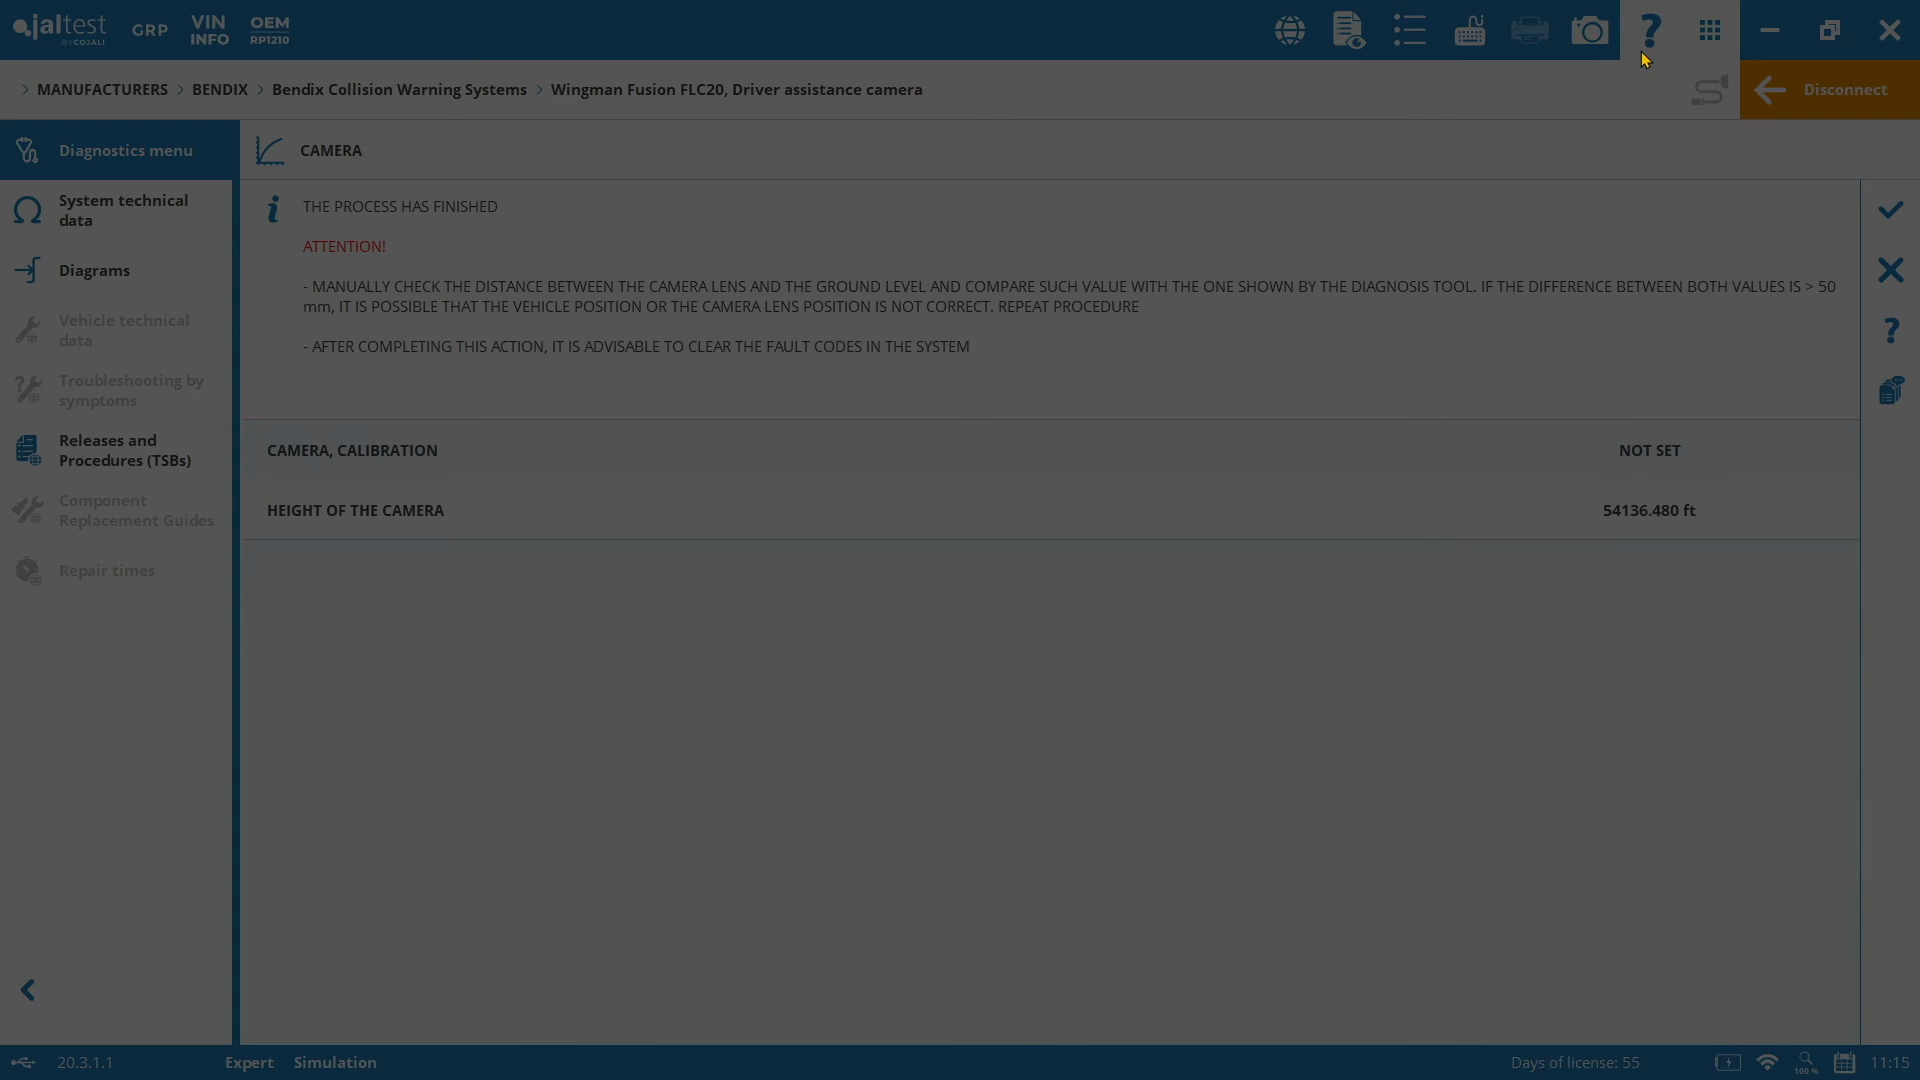 jaltest
BY COJALI
GRP
VIN
INFO
OEM
RP1210
MANUFACTURERS > BENDIX > Bendix Collision Warning Systems > Wingman Fusion FLC20, Driver assistance camera
Disconnect
Diagnostics menu
CAMERA
System technical
data
Diagrams
Vehicle technical
data
Troubleshooting by
symptoms
Releases and
Procedures (TSBs)
Component
Replacement Guides
Repair times
THE PROCESS HAS FINISHED
ATTENTION!
- MANUALLY CHECK THE DISTANCE BETWEEN THE CAMERA LENS AND THE GROUND LEVEL AND COMPARE SUCH VALUE WITH THE ONE SHOWN BY THE DIAGNOSIS TOOL. IF THE DIFFERENCE BETWEEN BOTH VALUES IS > 50
mm, IT IS POSSIBLE THAT THE VEHICLE POSITION OR THE CAMERA LENS POSITION IS NOT CORRECT. REPEAT PROCEDURE
- AFTER COMPLETING THIS ACTION, IT IS ADVISABLE TO CLEAR THE FAULT CODES IN THE SYSTEM
CAMERA, CALIBRATION NOT SET
HEIGHT OF THE CAMERA 54136.480 ft
20.3.1.1 Expert Simulation Days of license: 55 100 % 11:15